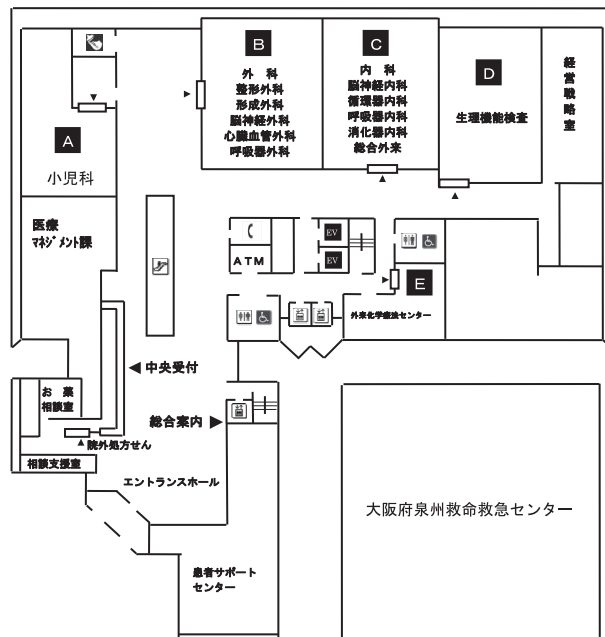 A
小児科
医療
マネジメント課
B
外　科
整形外科
形成外科
脳神経外科
心臓血管外科
呼吸器外科
C
内　科
脳神経内科
循環器内科
呼吸器内科
消化器内科
総合外来
D
生理機能検査
経営戦略室
ATM
EV
EV
E
外来化学療法センター
◀中央受付
お　薬
相談室
総合案内▶
▲院外処方せん
相談支援室
エントランスホール
患者サポート
センター
大阪府泉州救命救急センター